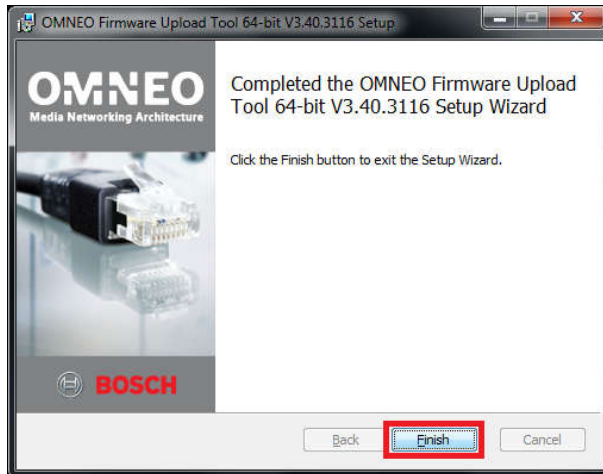 OMNEO Firmware Upload Tool 64-bit V3.40.3116 Setup
OMNEO
Media Networking Architecture
Completed the OMNEO Firmware Upload
Tool 64-bit V3.40.3116 Setup Wizard
Click the Finish button to exit the Setup Wizard.
BOSCH
Back
Finish
Cancel